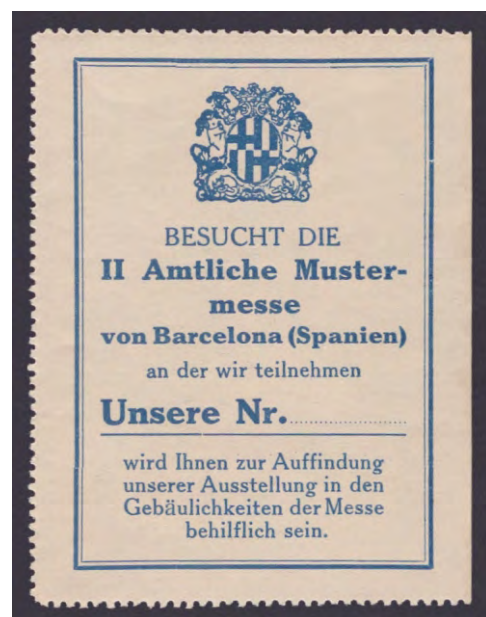 BESUCHT DIE
II Amtliche Muster-
messe
von Barcelona (Spanien)
an der wir teilnehmen
Unsere Nr.....................
wird Ihnen zur Auffindung
unserer Ausstellung in den
Gebäulichkeiten der Messe
behilflich sein.